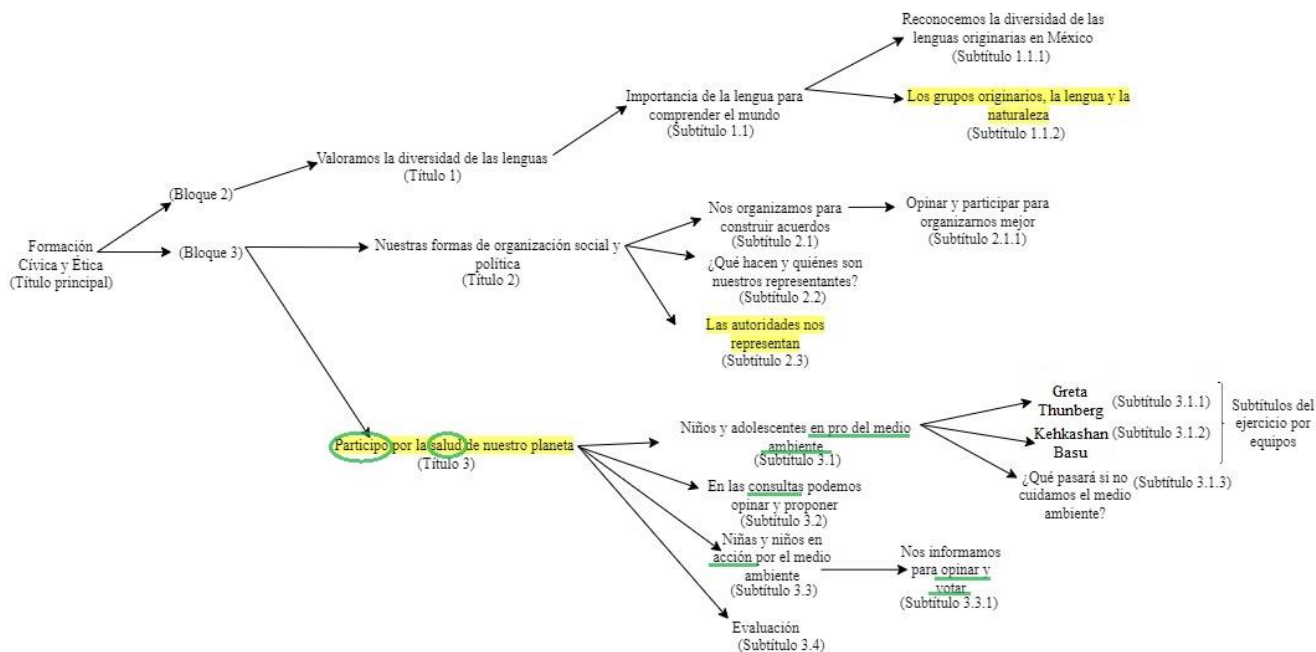 Reconocemos la diversidad de las
lenguas originarias en México
(Subtítulo 1.1.1)
Importancia de la lengua para
comprender el mundo
(Subtítulo 1.1)
Los grupos originarios, la lengua y la
naturaleza
(Subtítulo 1.1.2)
Valoramos la diversidad de las lenguas
(Título 1)
(Bloque 2)
Formación
Cívica y Ética
(Título principal)
(Bloque 3)
Nuestras formas de organización social y
política
(Título 2)
Nos organizamos para
construir acuerdos
(Subtítulo 2.1)
Opinar y participar para
organizarnos mejor
(Subtítulo 2.1.1)
¿Qué hacen y quiénes son
nuestros representantes?
(Subtítulo 2.2)
Las autoridades nos
representan
(Subtítulo 2.3)
Participo por la salud de nuestro planeta
(Título 3)
Niños y adolescentes en pro del medio
ambiente
(Subtítulo 3.1)
Greta
Thunberg
(Subtítulo 3.1.1)
Kehkashan
Basu
(Subtítulo 3.1.2)
Subtítulos del
ejercicio por
equipos
¿Qué pasará si no
cuidamos el medio
ambiente?
(Subtítulo 3.1.3)
En las consultas podemos
opinar y proponer
(Subtítulo 3.2)
Niñas y niños en
acción por el medio
ambiente
(Subtítulo 3.3)
Nos informamos
para opinar y
votar
(Subtítulo 3.3.1)
Evaluación
(Subtítulo 3.4)